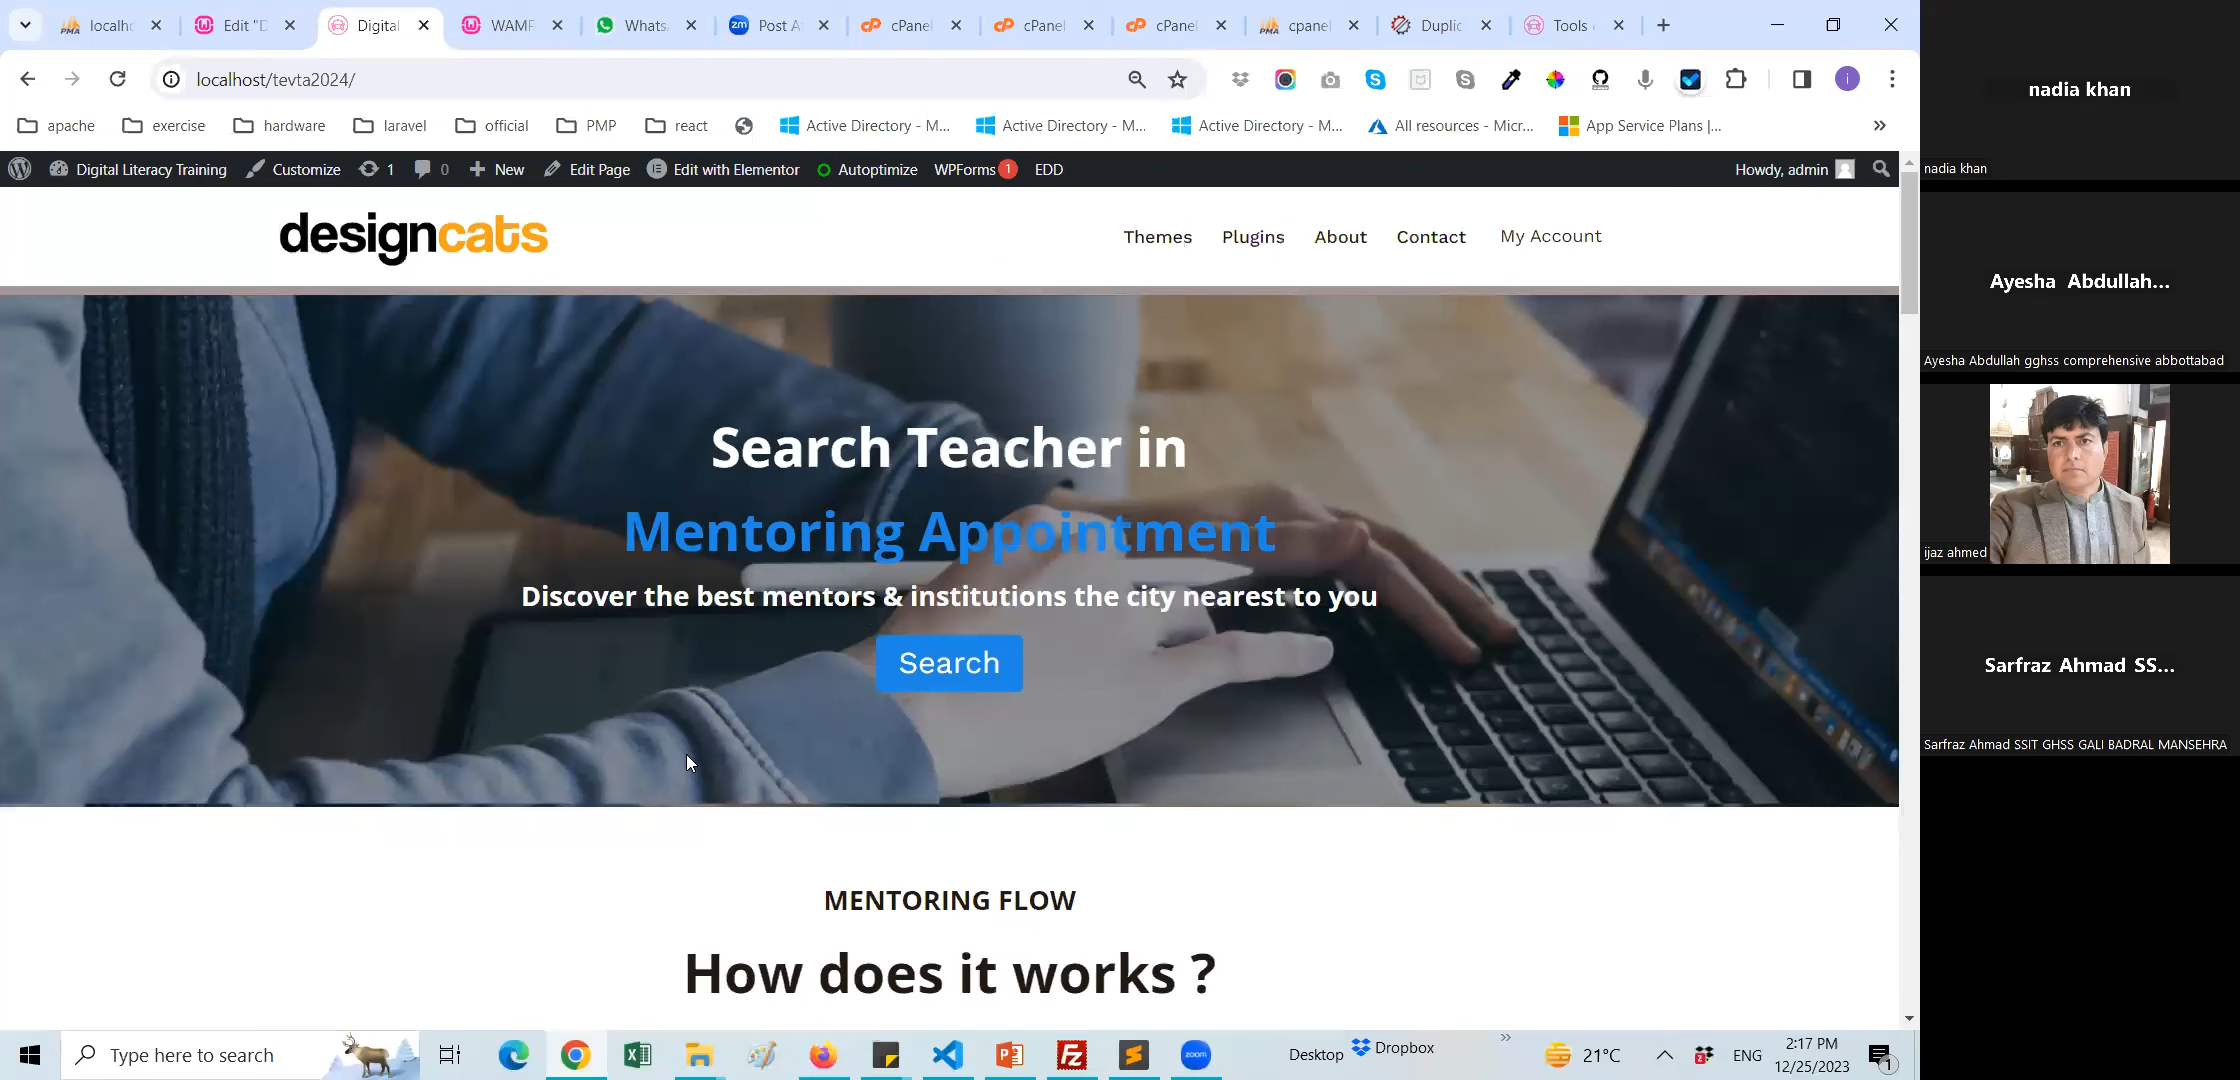 localho
Edit "D
Digital
WAMP
Whats
Post A
cPanel
cPanel
cPanel
cpanel
Duplic
Tools
localhost/tevta2024/
apache
exercise
hardware
laravel
official
PMP
react
Active Directory - M...
Active Directory - M...
Active Directory - M...
All resources - Micr...
App Service Plans |...
Digital Literacy Training
Customize
1
0
New
Edit Page
Edit with Elementor
Autoptimize
WPForms 1
EDD
Howdy, admin
designcats
Themes
Plugins
About
Contact
My Account
Search Teacher in
Mentoring Appointment
Discover the best mentors & institutions the city nearest to you
Search
MENTORING FLOW
How does it works ?
nadia khan
nadia khan
Ayesha Abdullah...
Ayesha Abdullah gghss comprehensive abbottabad
ijaz ahmed
Sarfraz Ahmad SS...
Sarfraz Ahmad SSIT GHSS GALI BADRAL MANSEHRA
Type here to search
Desktop
Dropbox
21°C
ENG
2:17 PM
12/25/2023
1